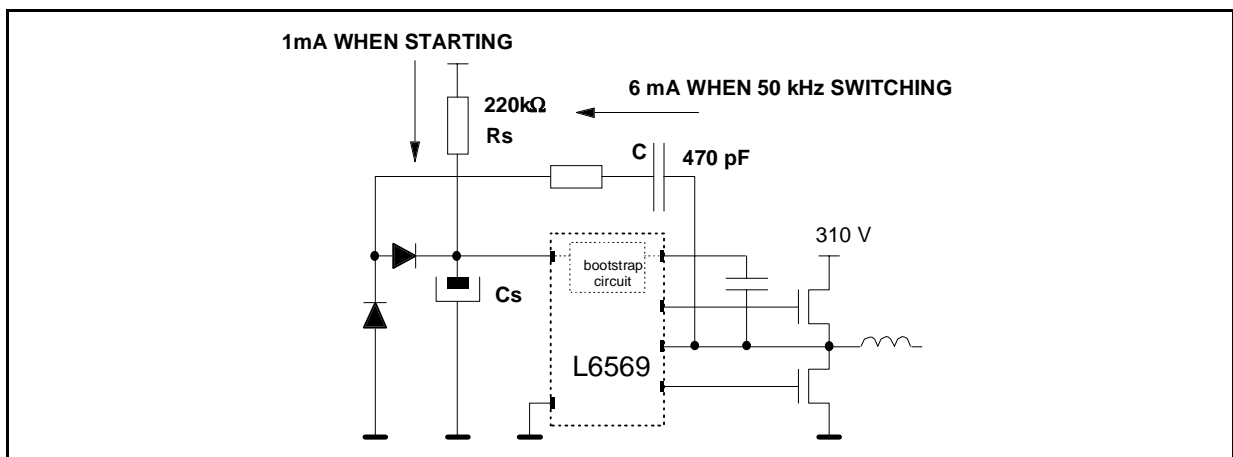 1mA WHEN STARTING
6 mA WHEN 50 kHz SWITCHING
220kΩ
Rs
C
470 pF
310 V
bootstrap
circuit
Cs
L6569